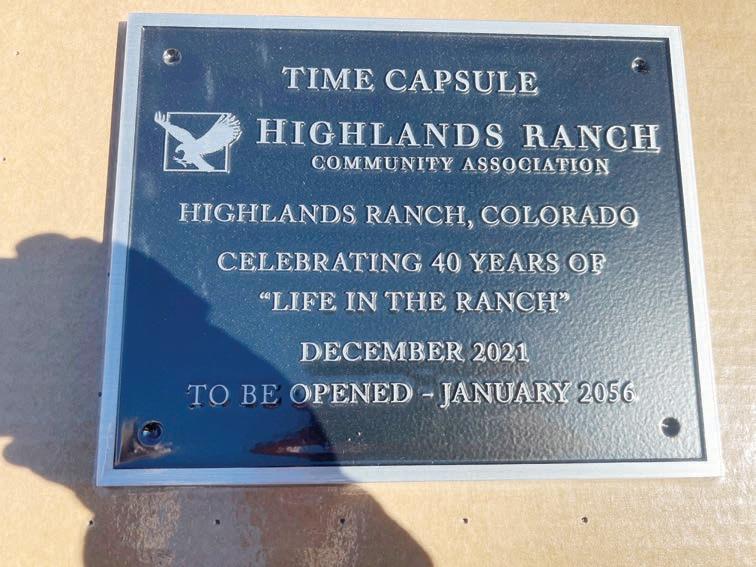 TIME CAPSULE
HIGHLANDS RANCH
COMMUNITY ASSOCIATION
HIGHLANDS RANCH, COLORADO
CELEBRATING 40 YEARS OF
“LIFE IN THE RANCH”
DECEMBER 2021
TO BE OPENED - JANUARY 2056